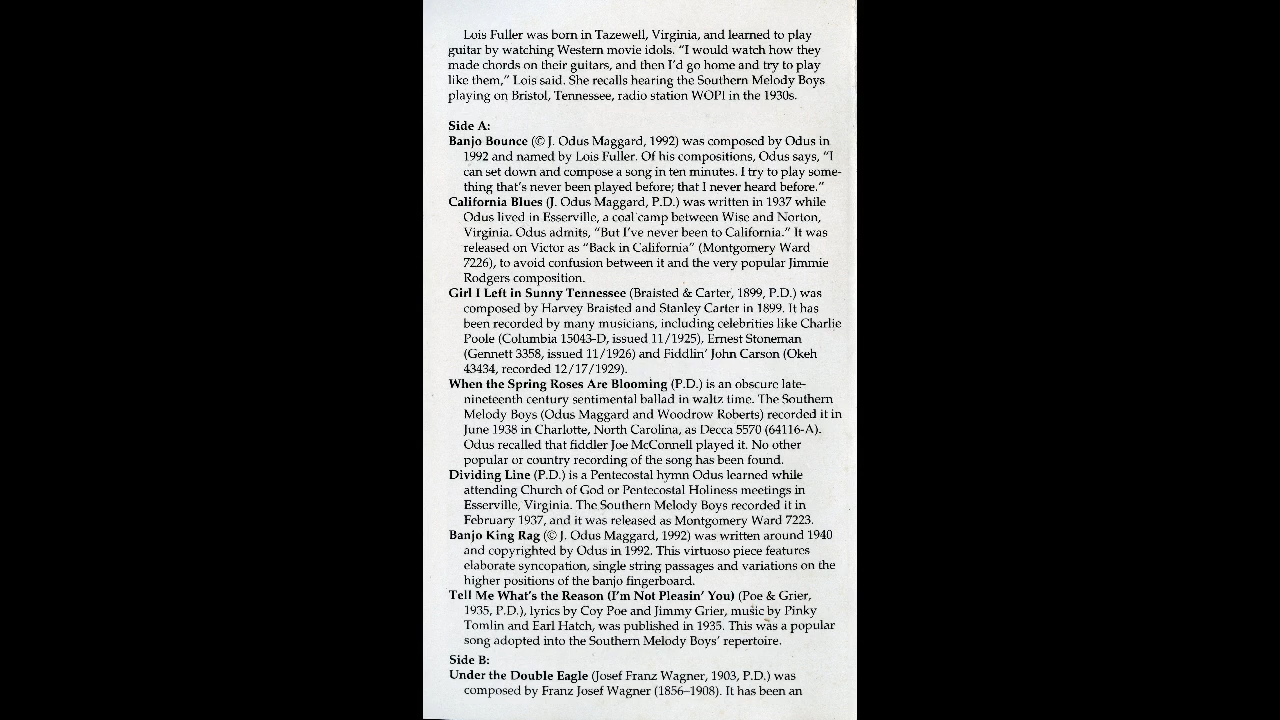 Lois Fuller was born in Tazewell, Virginia, and learned to play
guitar by watching Western movie idols. “I would watch how they
made chords on their guitars, and then I’d go home and try to play
like them,” Lois said. She recalls hearing the Southern Melody Boys
playing on Bristol, Tennessee, radio station WOPI in the 1930s.
Side A:
Banjo Bounce (© J. Odus Maggard, 1992) was composed by Odus in
1992 and named by Lois Fuller. Of his compositions, Odus says, “I
can set down and compose a song in ten minutes. I try to play some-
thing that’s never been played before; that I never heard before.”
California Blues (J. Odus Maggard, P.D.) was written in 1937 while
Odus lived in Esserville, a coal camp between Wise and Norton,
Virginia. Odus admits, “But I’ve never been to California.” It was
released on Victor as “Back in California” (Montgomery Ward
7226), to avoid confusion between it and the very popular Jimmie
Rodgers composition.
Girl I Left in Sunny Tennessee (Braisted & Carter, 1899, P.D.) was
composed by Harvey Braisted and Stanley Carter in 1899. It has
been recorded by many musicians, including celebrities like Charlie
Poole (Columbia 15043-D, issued 11/1925), Ernest Stoneman
(Gennett 3358, issued 11/1926) and Fiddlin’ John Carson (Okeh
43434, recorded 12/17/1929).
When the Spring Roses Are Blooming (P.D.) is an obscure late-
nineteenth century sentimental ballad in waltz time. The Southern
Melody Boys (Odus Maggard and Woodrow Roberts) recorded it in
June 1938 in Charlotte, North Carolina, as Decca 5570 (64116-A).
Odus recalled that fiddler Joe McConnell played it. No other
popular or country recording of the song has been found.
Dividing Line (P.D.) is a Pentecostal hymn Odus learned while
attending Church of God or Pentecostal Holiness meetings in
Esserville, Virginia. The Southern Melody Boys recorded it in
February 1937, and it was released as Montgomery Ward 7223.
Banjo King Rag (© J. Odus Maggard, 1992) was written around 1940
and copyrighted by Odus in 1992. This virtuoso piece features
elaborate syncopation, single string passages and variations on the
higher positions of the banjo fingerboard.
Tell Me What’s the Reason (I’m Not Pleasin’ You) (Poe & Grier,
1935, P.D.), lyrics by Coy Poe and Jimmy Grier, music by Pinky
Tomlin and Earl Hatch, was published in 1935. This was a popular
song adopted into the Southern Melody Boys’ repertoire.
Side B:
Under the Double Eagle (Josef Franz Wagner, 1903, P.D.) was
composed by Franz Josef Wagner (1856–1908). It has been an